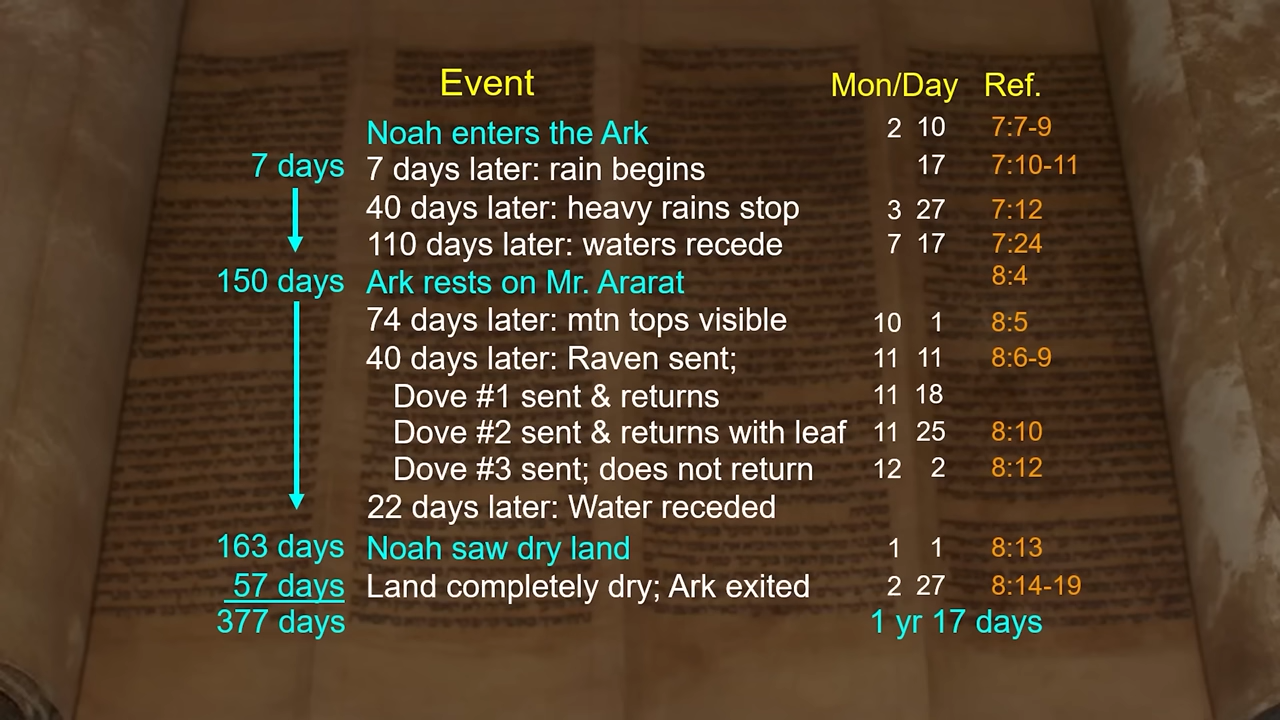 Event Mon/Day Ref.
Noah enters the Ark 2 10 7:7-9
7 days 7 days later: rain begins 17 7:10-11
40 days later: heavy rains stop 3 27 7:12
110 days later: waters recede 7 17 7:24
150 days Ark rests on Mr. Ararat 8:4
74 days later: mtn tops visible 10 1 8:5
40 days later: Raven sent; 11 11 8:6-9
Dove #1 sent & returns 11 18
Dove #2 sent & returns with leaf 11 25 8:10
Dove #3 sent; does not return 12 2 8:12
22 days later: Water receded
163 days Noah saw dry land 1 1 8:13
57 days Land completely dry; Ark exited 2 27 8:14-19
377 days 1 yr 17 days